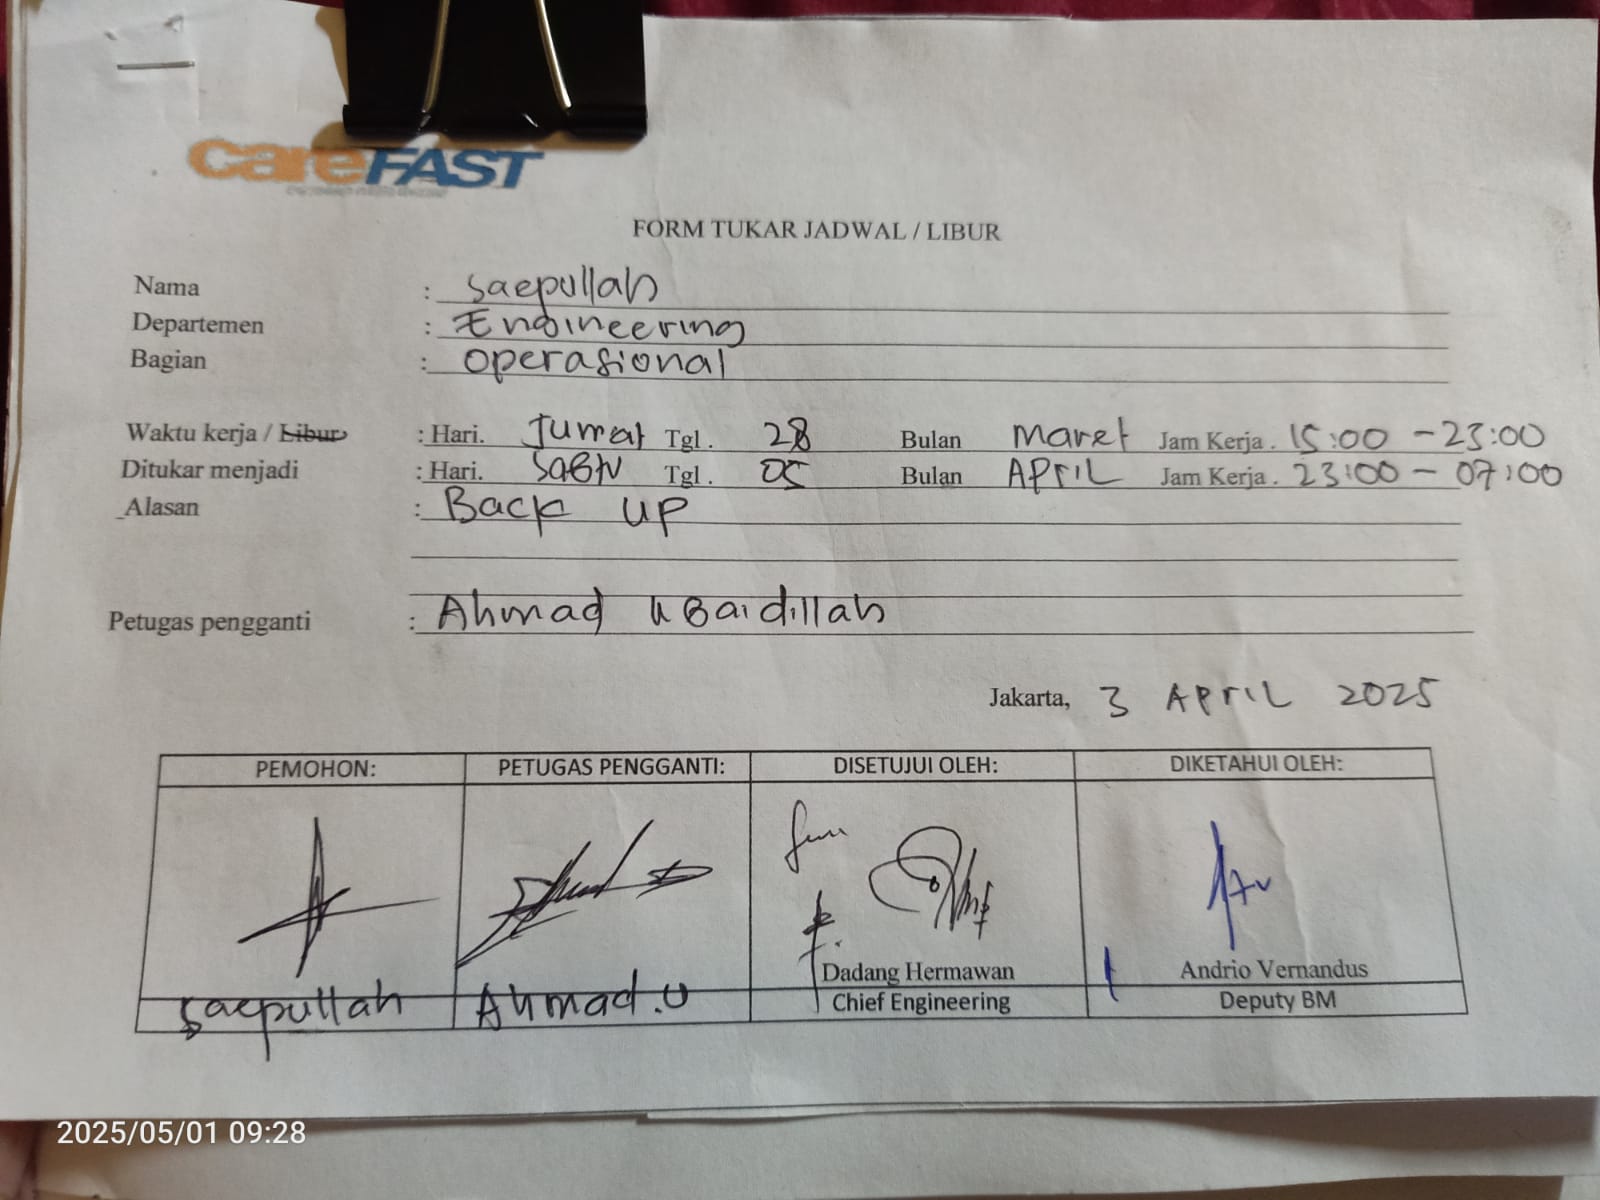 careFAST
FORM TUKAR JADWAL / LIBUR
Nama : Saepullah
Departemen : Engineering
Bagian : Operasional
Waktu kerja / Libur : Hari. Jumat Tgl. 28 Bulan Maret Jam Kerja. 15:00 - 23:00
Ditukar menjadi : Hari. SABtu Tgl. 05 Bulan APRIL Jam Kerja. 23:00 - 07:00
Alasan : Back up
Petugas pengganti : Ahmad UBaidillah
Jakarta, 3 APRIL 2025
PEMOHON: PETUGAS PENGGANTI: DISETUJUI OLEH: DIKETAHUI OLEH:
Dadang Hermawan Andrio Vernandus
Saepullah Ahmad.U Chief Engineering Deputy BM
2025/05/01 09:28